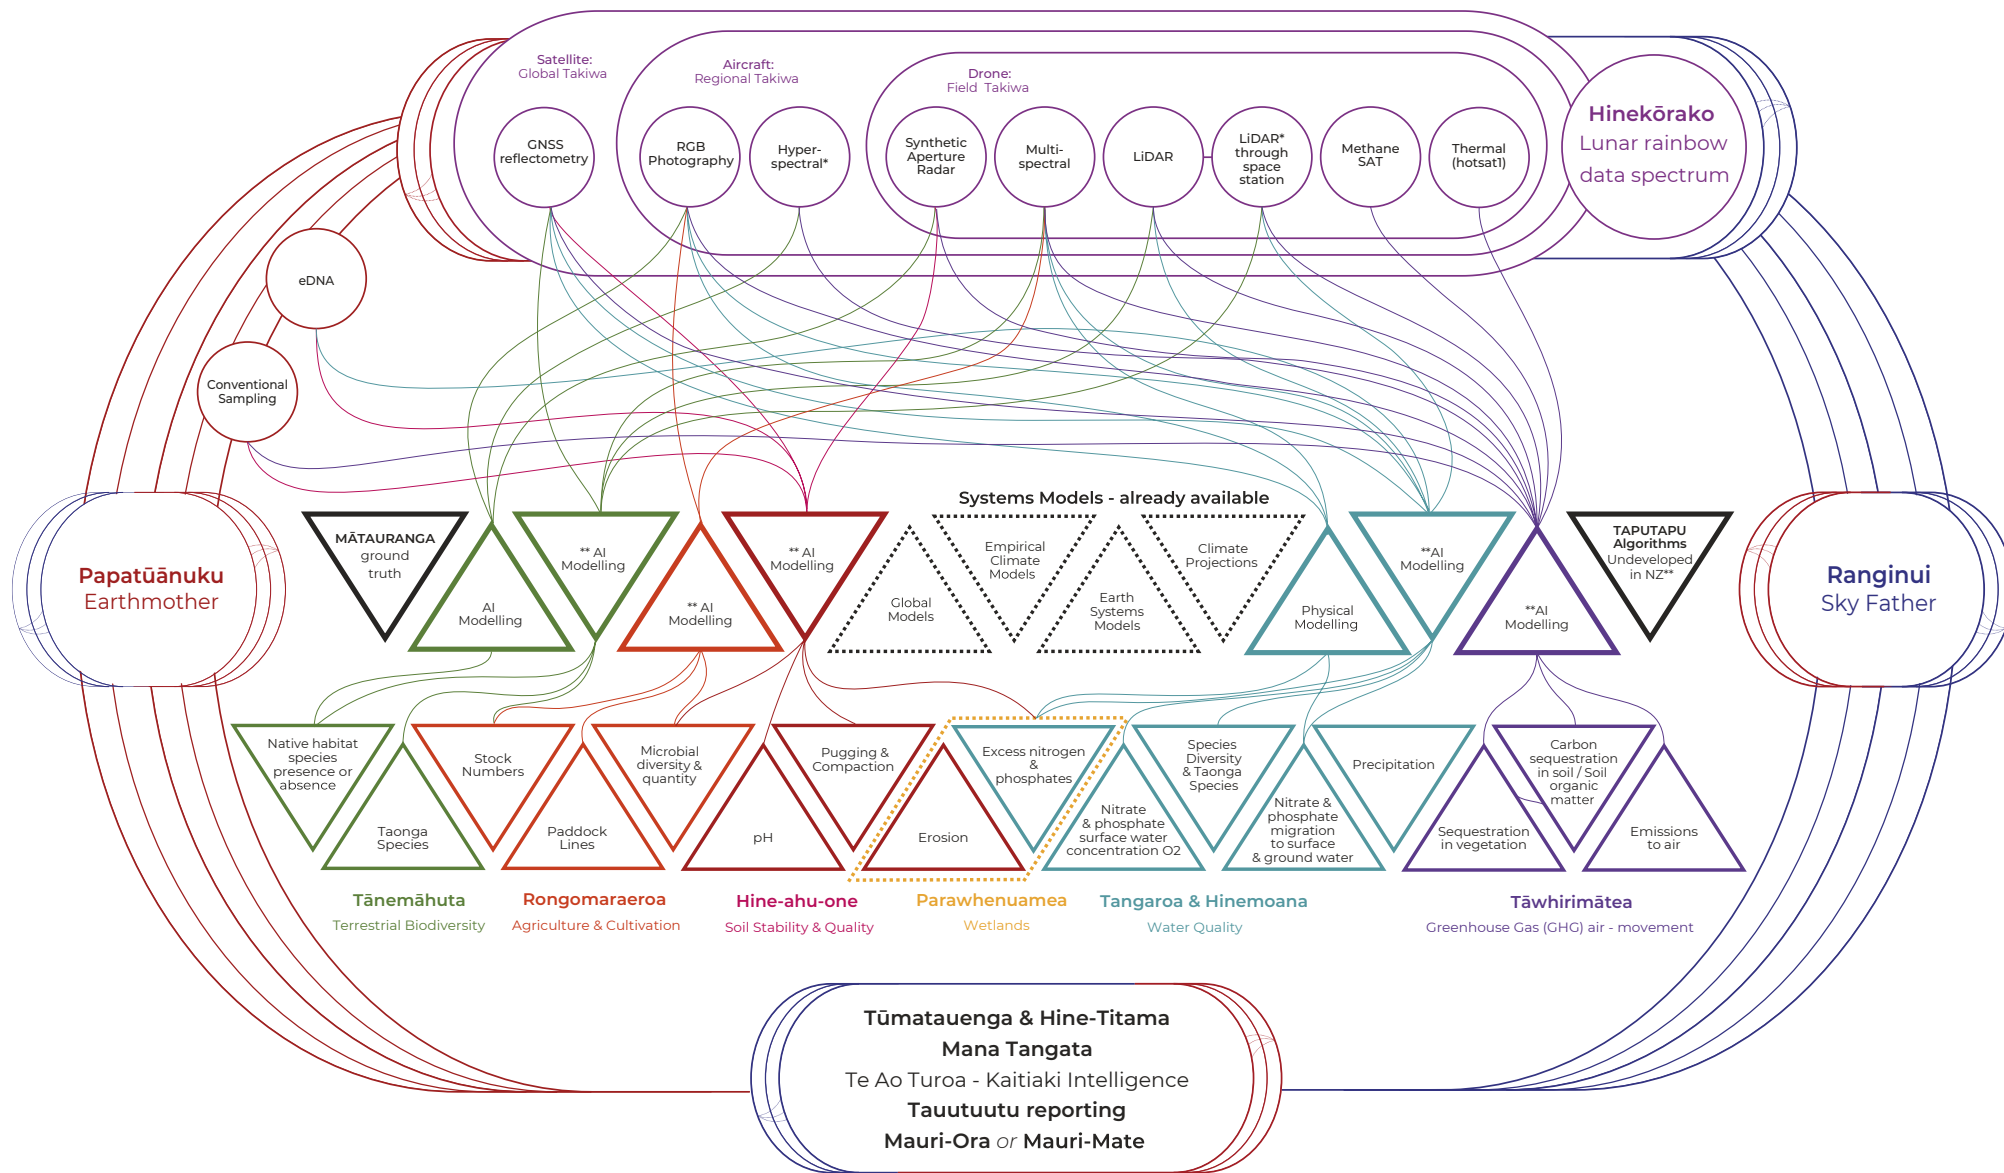 Satellite:
Global Takiwa
Aircraft:
Regional Takiwa
Drone:
Field Takiwa
Hinekōrako
Lunar rainbow
data spectrum
GNSS
reflectometry
RGB
Photography
Hyper-
spectral*
Synthetic
Aperture
Radar
Multi-
spectral
LiDAR
LiDAR*
through
space
station
Methane
SAT
Thermal
(hotsat1)
eDNA
Conventional
Sampling
Systems Models - already available
MĀTAURANGA
ground
truth
AI
Modelling
** AI
Modelling
** AI
Modelling
** AI
Modelling
Global
Models
Empirical
Climate
Models
Earth
Systems
Models
Climate
Projections
Physical
Modelling
**AI
Modelling
**AI
Modelling
TAPUTAPU
Algorithms
Undeveloped
in NZ**
Papatūānuku
Earthmother
Ranginui
Sky Father
Native habitat
species
presence or
absence
Taonga
Species
Stock
Numbers
Paddock
Lines
Microbial
diversity &
quantity
pH
Pugging &
Compaction
Erosion
Excess nitrogen
&
phosphates
Nitrate
& phosphate
surface water
concentration O2
Species
Diversity
& Taonga
Species
Nitrate &
phosphate
migration
to surface
& ground water
Precipitation
Sequestration
in vegetation
Carbon
sequestration
in soil / Soil
organic
matter
Emissions
to air
Tānemāhuta
Terrestrial Biodiversity
Rongomaraeroa
Agriculture & Cultivation
Hine-ahu-one
Soil Stability & Quality
Parawhenuamea
Wetlands
Tangaroa & Hinemoana
Water Quality
Tāwhirimātea
Greenhouse Gas (GHG) air - movement
Tūmatauenga & Hine-Titama
Mana Tangata
Te Ao Turoa - Kaitiaki Intelligence
Tautuutu reporting
Mauri-Ora or Mauri-Mate